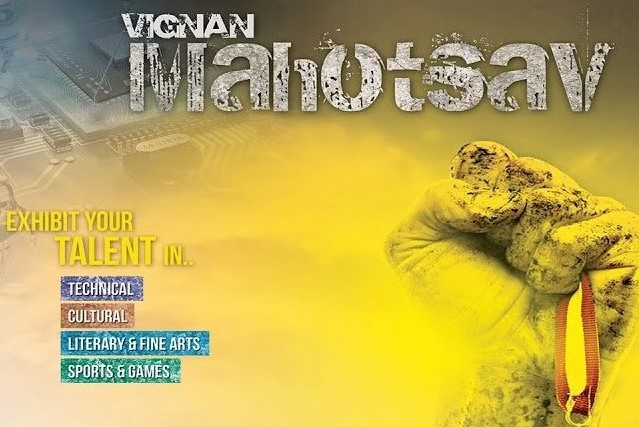 VIGNAN
Mahotsav
EXHIBIT YOUR
TALENT IN..
TECHNICAL
CULTURAL
LITERARY & FINE ARTS
SPORTS & GAMES